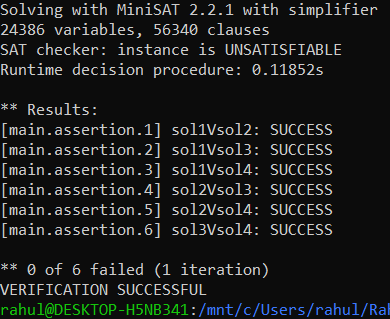 Solving with MiniSAT 2.2.1 with simplifier
24386 variables, 56340 clauses
SAT checker: instance is UNSATISFIABLE
Runtime decision procedure: 0.11852s
** Results:
[main.assertion.1] sol1Vsol2: SUCCESS
[main.assertion.2] sol1Vsol3: SUCCESS
[main.assertion.3] sol1Vsol4: SUCCESS
[main.assertion.4] sol2Vsol3: SUCCESS
[main.assertion.5] sol2Vsol4: SUCCESS
[main.assertion.6] sol3Vsol4: SUCCESS
** 0 of 6 failed (1 iteration)
VERIFICATION SUCCESSFUL
rahul@DESKTOP-H5NB341:/mnt/c/Users/rahul/Ra